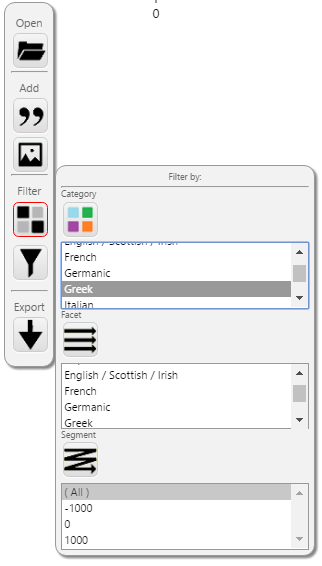 0
Open
Add
Filter
Export
Filter by:
Category
English / Scottish / Irish
French
Germanic
Greek
Italian
Facet
English / Scottish / Irish
French
Germanic
Greek
Segment
( All )
-1000
0
1000